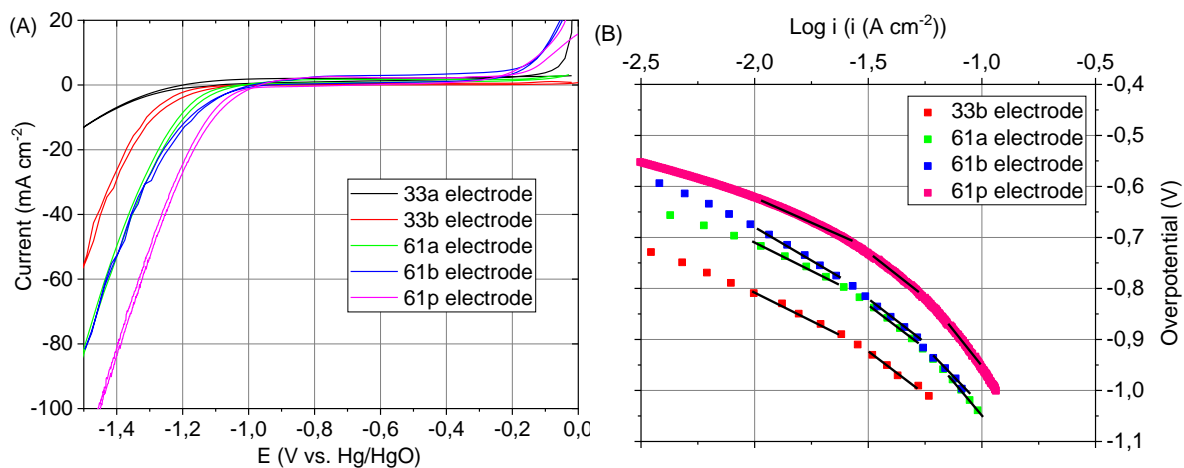 (A)
20
0
-20
-40
-60
-80
-100
Current (mA cm-2)
-1,4
-1,2
-1,0
-0,8
-0,6
-0,4
-0,2
0,0
E (V vs. Hg/HgO)
33a electrode
33b electrode
61a electrode
61b electrode
61p electrode
(B)
Log i (i (A cm-2))
-2,5
-2,0
-1,5
-1,0
-0,5
-0,4
-0,5
-0,6
-0,7
-0,8
-0,9
-1,0
-1,1
Overpotential (V)
33b electrode
61a electrode
61b electrode
61p electrode